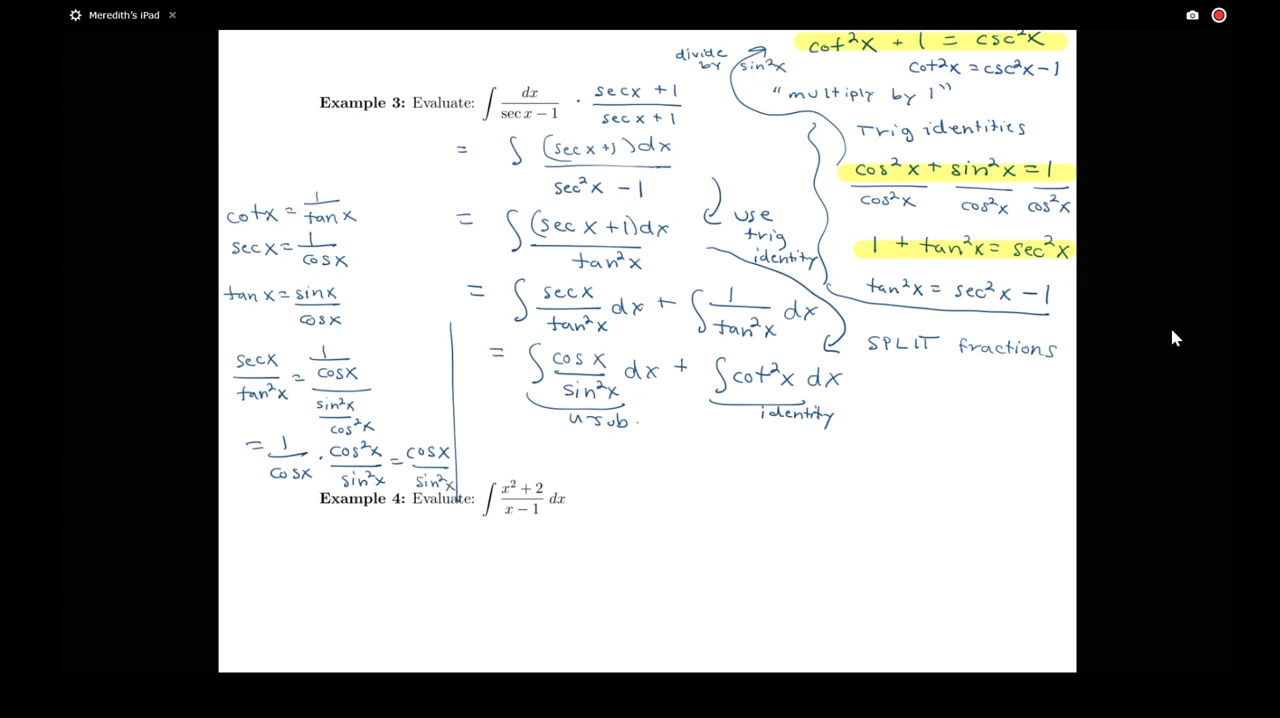 Meredith's iPad ×
cot²x + 1 = csc²x
divide by sin²x
cot²x = csc²x − 1
"multiply by 1"
Example 3: Evaluate: ∫ dx/(sec x − 1) · (sec x + 1)/(sec x + 1)
= ∫ (sec x + 1)dx/(sec²x − 1)
Trig identities
cos²x + sin²x = 1
cos²x cos²x cos²x
cot x = 1/tan x
= ∫ (sec x + 1)dx/tan²x
use trig identity
1 + tan²x = sec²x
sec x = 1/cos x
tan x = sin x/cos x
= ∫ sec x/tan²x dx + ∫ 1/tan²x dx
tan²x = sec²x − 1
SPLIT fractions
= ∫ cos x/sin²x dx + ∫ cot²x dx
u-sub. identity
sec x/tan²x = (1/cos x)/(sin²x/cos²x)
= 1/cos x · cos²x/sin²x = cos x/sin²x
Example 4: Evaluate: ∫ (x² + 2)/(x − 1) dx